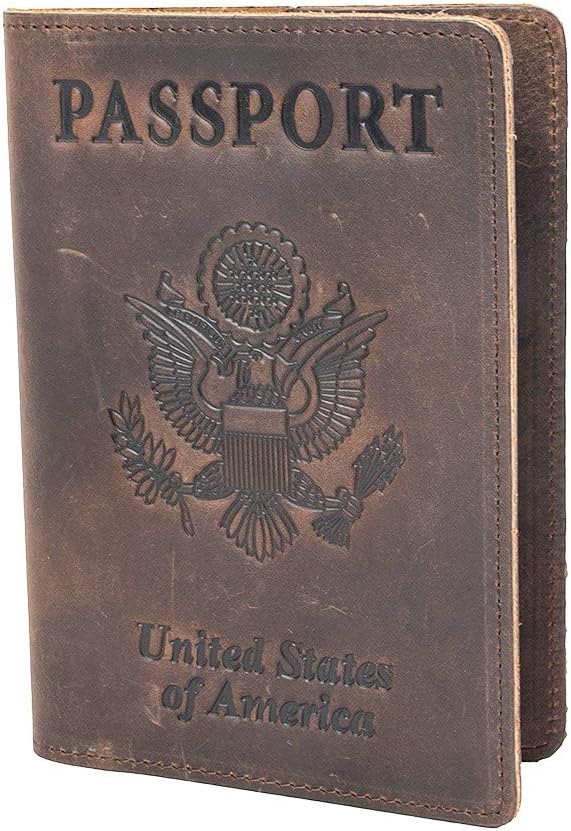 PASSPORT
United States
of America